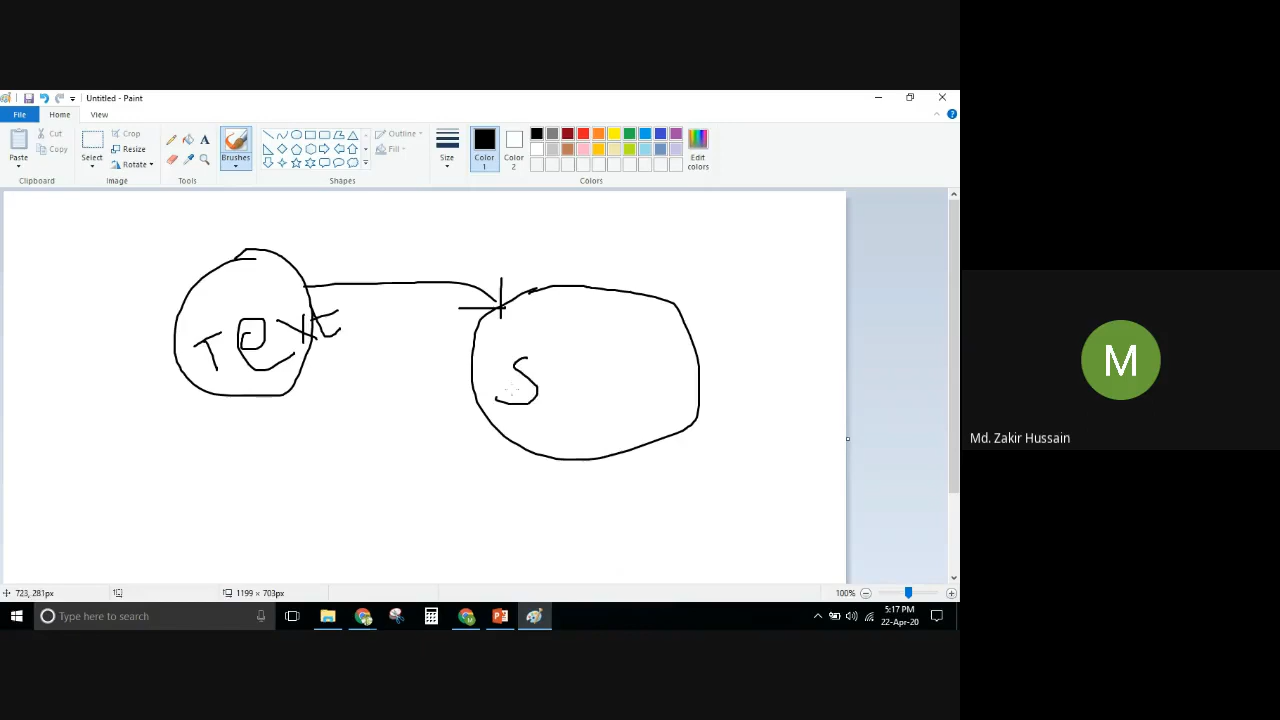 Untitled - Paint
File Home View
Paste
Cut
Copy
Clipboard
Select
Crop
Resize
Rotate
Image
Tools
Brushes
Shapes
Outline
Fill
Size
Color 1
Color 2
Edit colors
Colors
Text
S
M
Md. Zakir Hussain
723, 281px
1199 × 703px
100%
Type here to search
5:17 PM
22-Apr-20